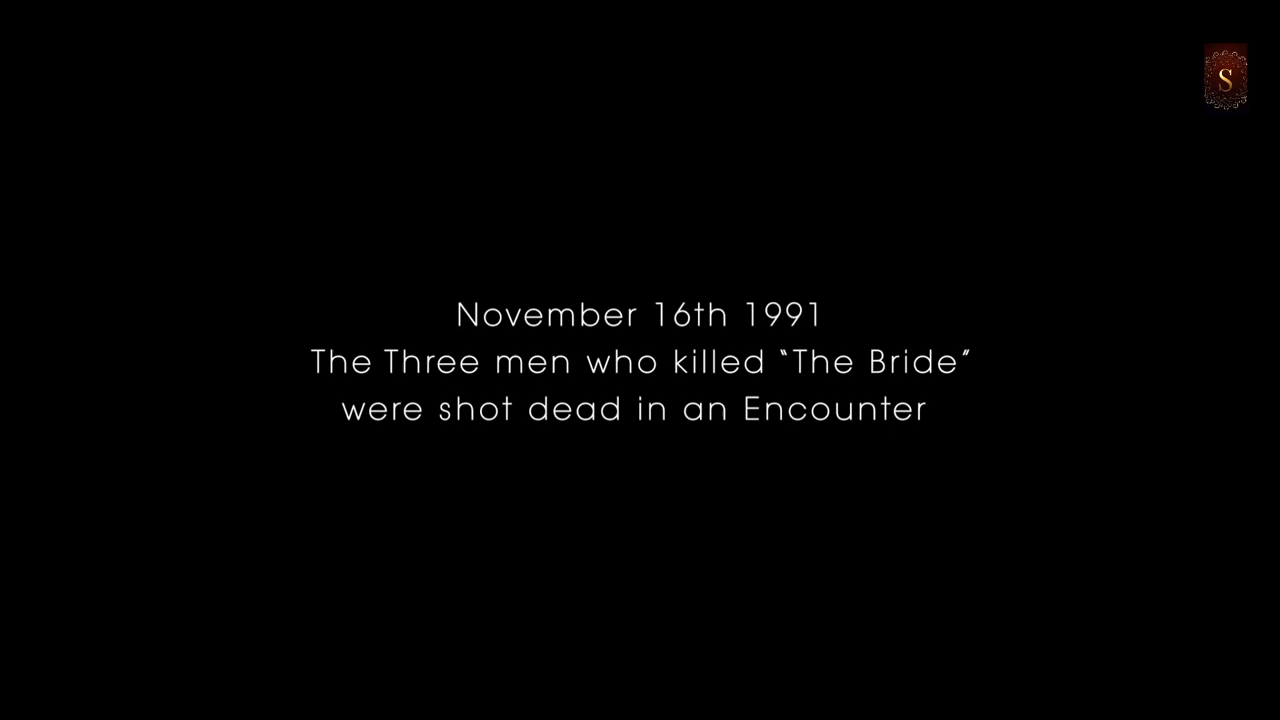 S
November 16th 1991
The Three men who killed “The Bride”
were shot dead in an Encounter